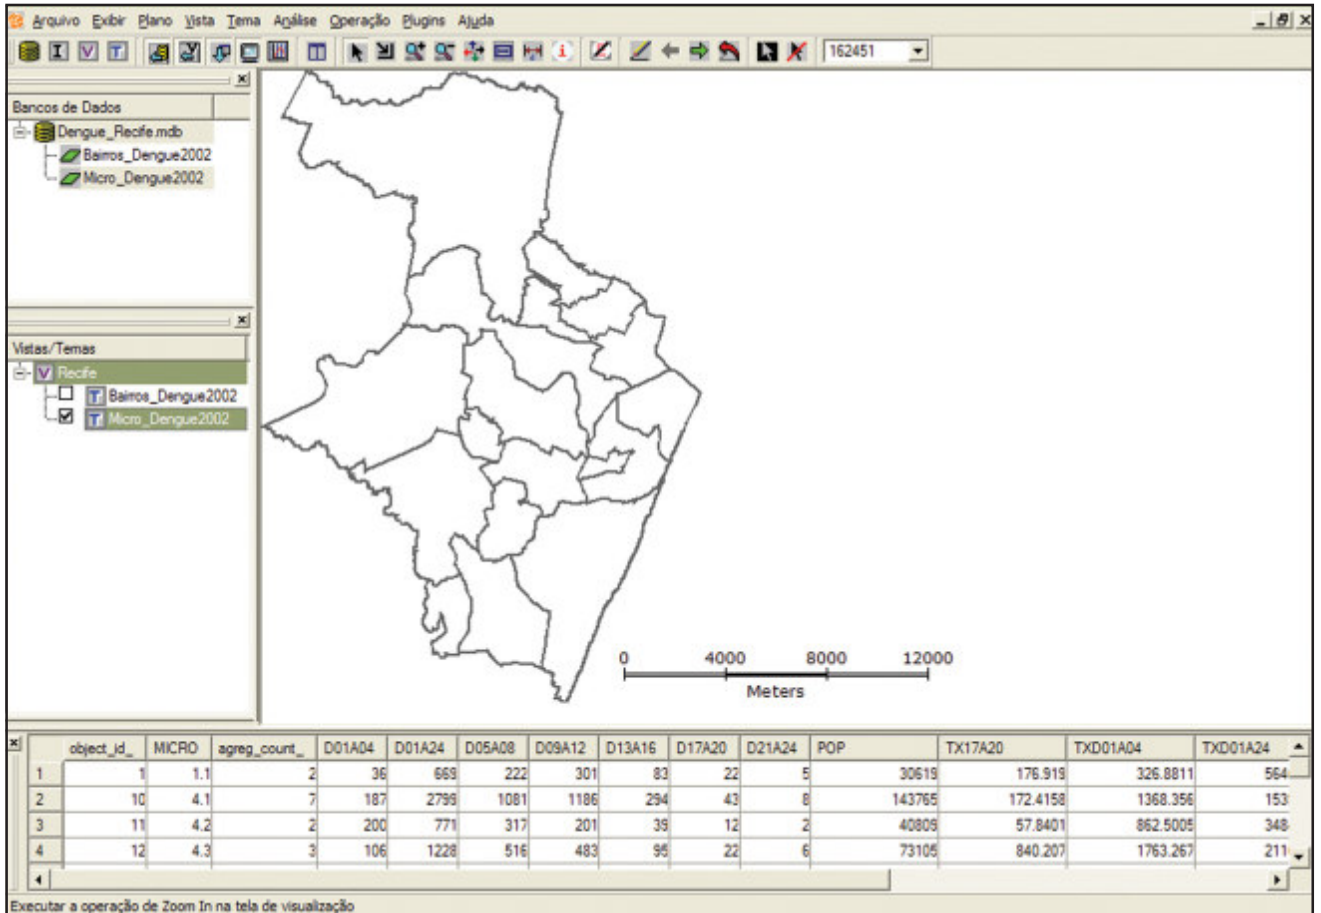 Arquivo Exibir Plano Vista Tema Análise Operação Plugins Ajuda
162451
Bancos de Dados
Dengue_Recife.mdb
Bairros_Dengue2002
Micro_Dengue2002
Vistas/Temas
Recife
Bairros_Dengue2002
Micro_Dengue2002
0 4000 8000 12000
Meters
object_id_ MICRO agreg_count_ D01A04 D01A24 D05A08 D09A12 D13A16 D17A20 D21A24 POP TX17A20 TXD01A04 TXD01A24
1 1 1.1 2 36 669 222 301 83 22 5 30619 176.919 326.8811 564
2 10 4.1 7 187 2799 1081 1186 294 43 8 143765 172.4158 1368.356 153
3 11 4.2 2 200 771 317 201 39 12 2 40809 57.8401 862.5005 348
4 12 4.3 3 106 1228 516 483 95 22 6 73105 840.207 1763.267 211
Executar a operação de Zoom In na tela de visualização